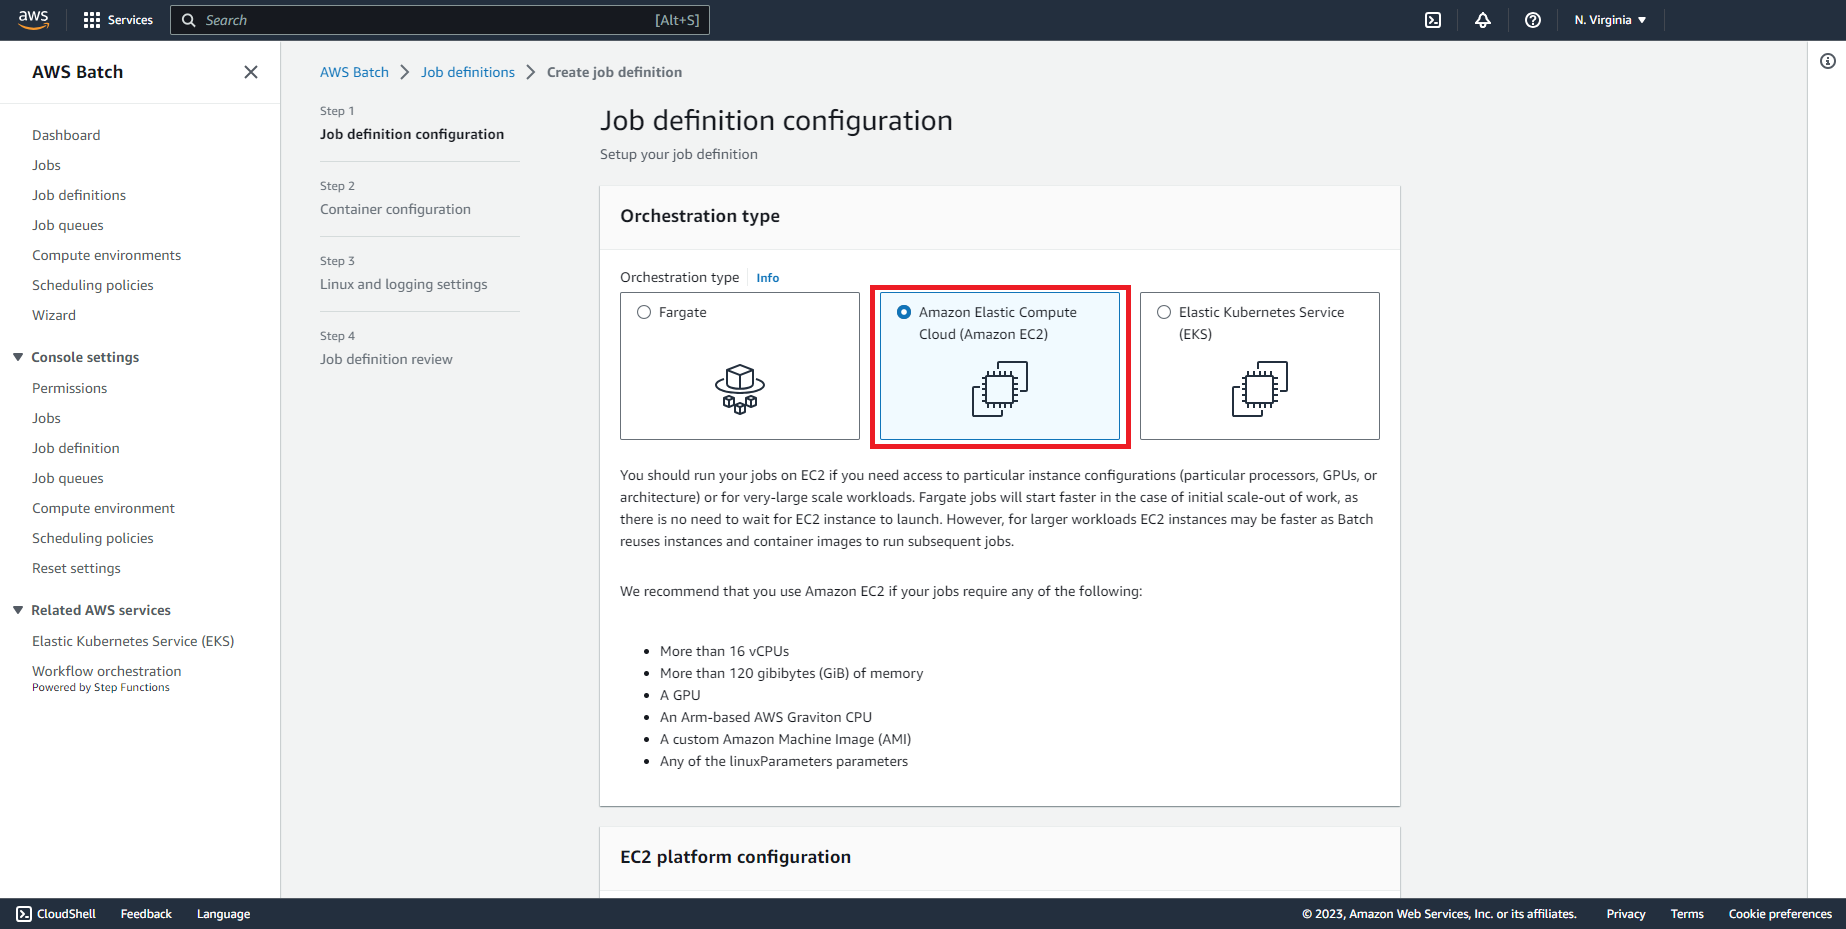 aws
Services
Search
[Alt+S]
N. Virginia
AWS Batch
Dashboard
Jobs
Job definitions
Job queues
Compute environments
Scheduling policies
Wizard
Console settings
Permissions
Jobs
Job definition
Job queues
Compute environment
Scheduling policies
Reset settings
Related AWS services
Elastic Kubernetes Service (EKS)
Workflow orchestration
Powered by Step Functions
AWS Batch > Job definitions > Create job definition
Step 1
Job definition configuration
Step 2
Container configuration
Step 3
Linux and logging settings
Step 4
Job definition review
Job definition configuration
Setup your job definition
Orchestration type
Orchestration type Info
Fargate
Amazon Elastic Compute
Cloud (Amazon EC2)
Elastic Kubernetes Service
(EKS)
You should run your jobs on EC2 if you need access to particular instance configurations (particular processors, GPUs, or
architecture) or for very-large scale workloads. Fargate jobs will start faster in the case of initial scale-out of work, as
there is no need to wait for EC2 instance to launch. However, for larger workloads EC2 instances may be faster as Batch
reuses instances and container images to run subsequent jobs.
We recommend that you use Amazon EC2 if your jobs require any of the following:
• More than 16 vCPUs
• More than 120 gibibytes (GiB) of memory
• A GPU
• An Arm-based AWS Graviton CPU
• A custom Amazon Machine Image (AMI)
• Any of the linuxParameters parameters
EC2 platform configuration
CloudShell
Feedback
Language
© 2023, Amazon Web Services, Inc. or its affiliates.
Privacy
Terms
Cookie preferences